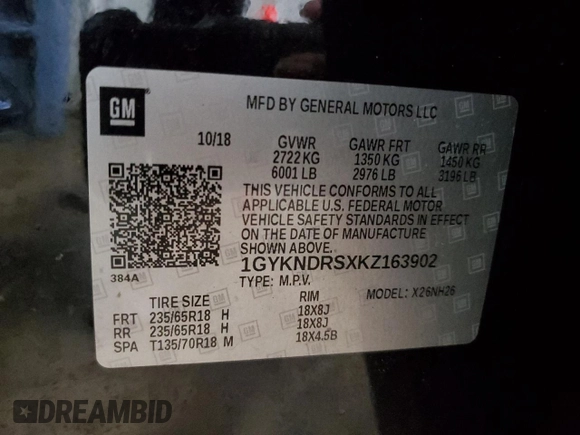 GM
MFD BY GENERAL MOTORS LLC
10/18 GVWR GAWR FRT GAWR RR
2722 KG 1350 KG 1450 KG
6001 LB 2976 LB 3196 LB
THIS VEHICLE CONFORMS TO ALL
APPLICABLE U.S. FEDERAL MOTOR
VEHICLE SAFETY STANDARDS IN EFFECT
ON THE DATE OF MANUFACTURE
SHOWN ABOVE.
384A
1GYKNDRSXKZ163902
TYPE: M.P.V. MODEL: X26NH26
TIRE SIZE RIM
FRT 235/65R18 H 18X8J
RR 235/65R18 H 18X8J
SPA T135/70R18 M 18X4.5B
DREAMBID